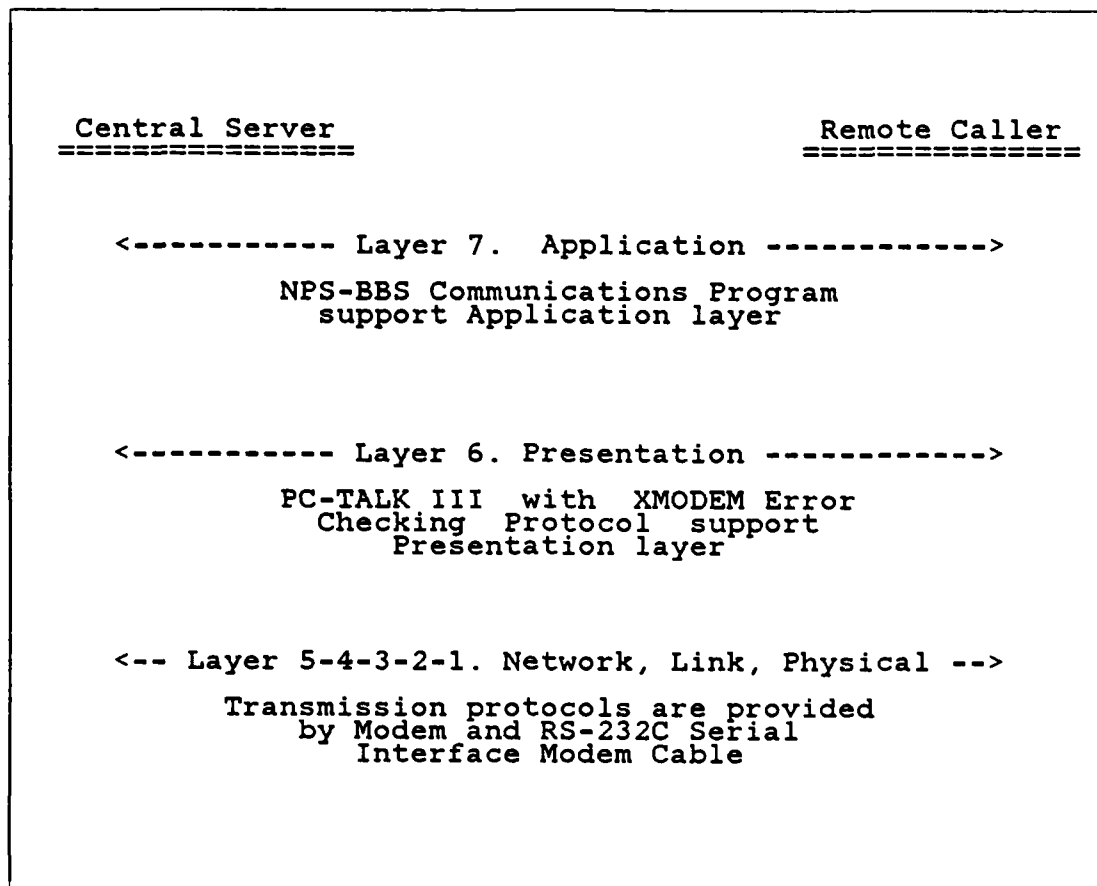 Central Server Remote Caller
================ ===============
<----------- Layer 7. Application ------------>
NPS-BBS Communications Program
support Application layer
<----------- Layer 6. Presentation ------------>
PC-TALK III with XMODEM Error
Checking Protocol support
Presentation layer
<-- Layer 5-4-3-2-1. Network, Link, Physical -->
Transmission protocols are provided
by Modem and RS-232C Serial
Interface Modem Cable